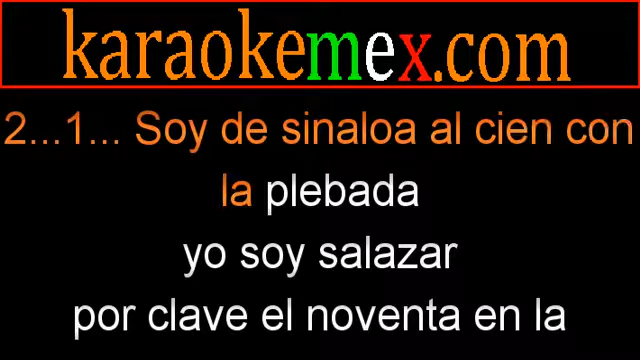 karaokemex.com
2...1... Soy de sinaloa al cien con
la plebada
yo soy salazar
por clave el noventa en la